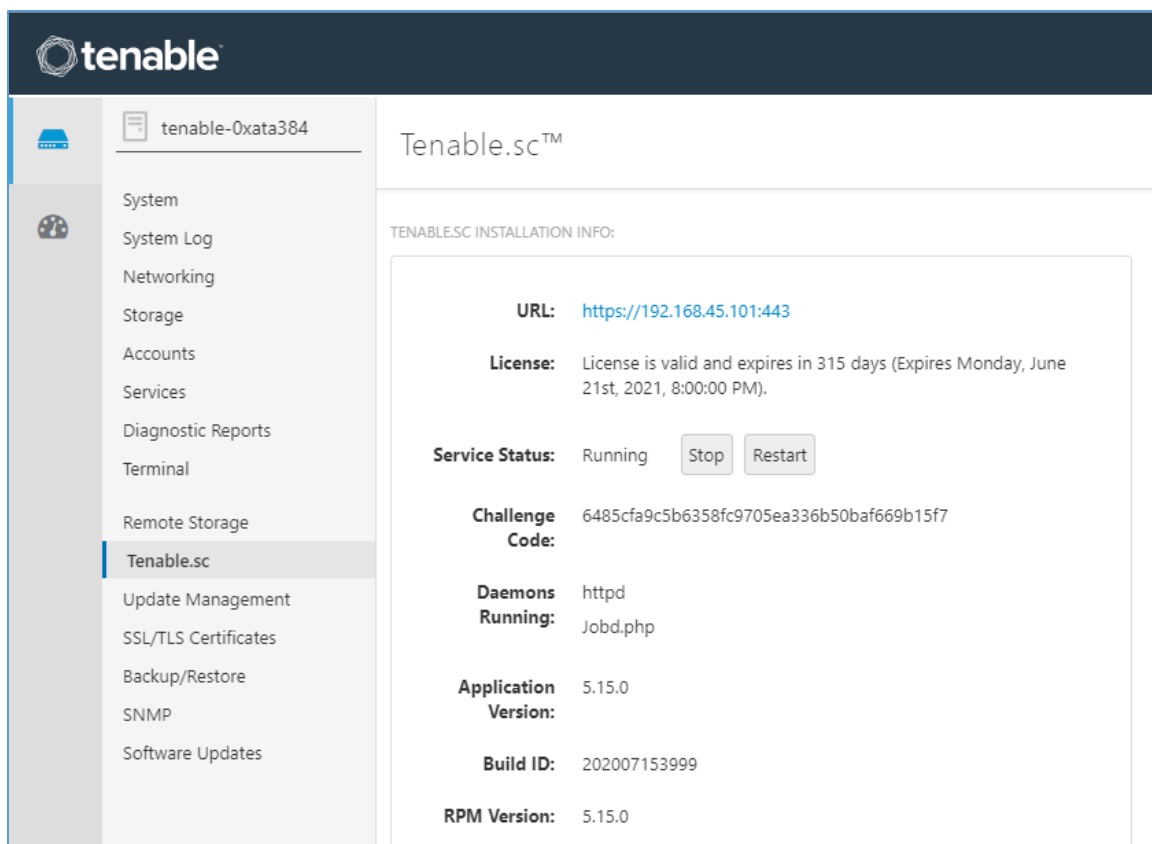 tenable
tenable-0xata384
System
System Log
Networking
Storage
Accounts
Services
Diagnostic Reports
Terminal
Remote Storage
Tenable.sc
Update Management
SSL/TLS Certificates
Backup/Restore
SNMP
Software Updates
Tenable.sc™
TENABLE.SC INSTALLATION INFO:
URL: https://192.168.45.101:443
License: License is valid and expires in 315 days (Expires Monday, June
21st, 2021, 8:00:00 PM).
Service Status: Running Stop Restart
Challenge 6485cfa9c5b6358fc9705ea336b50baf669b15f7
Code:
Daemons httpd
Running: Jobd.php
Application 5.15.0
Version:
Build ID: 202007153999
RPM Version: 5.15.0